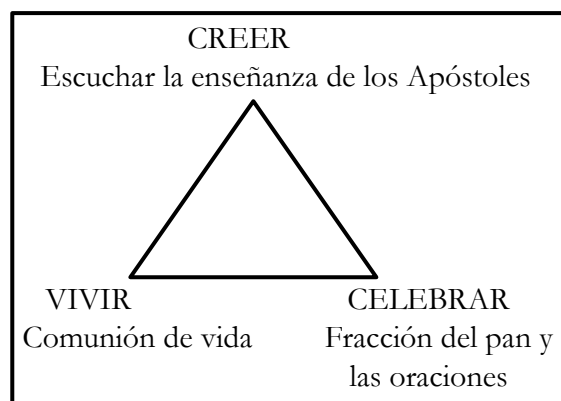 CREER
Escuchar la enseñanza de los Apóstoles
VIVIR
Comunión de vida
CELEBRAR
Fracción del pan y
las oraciones